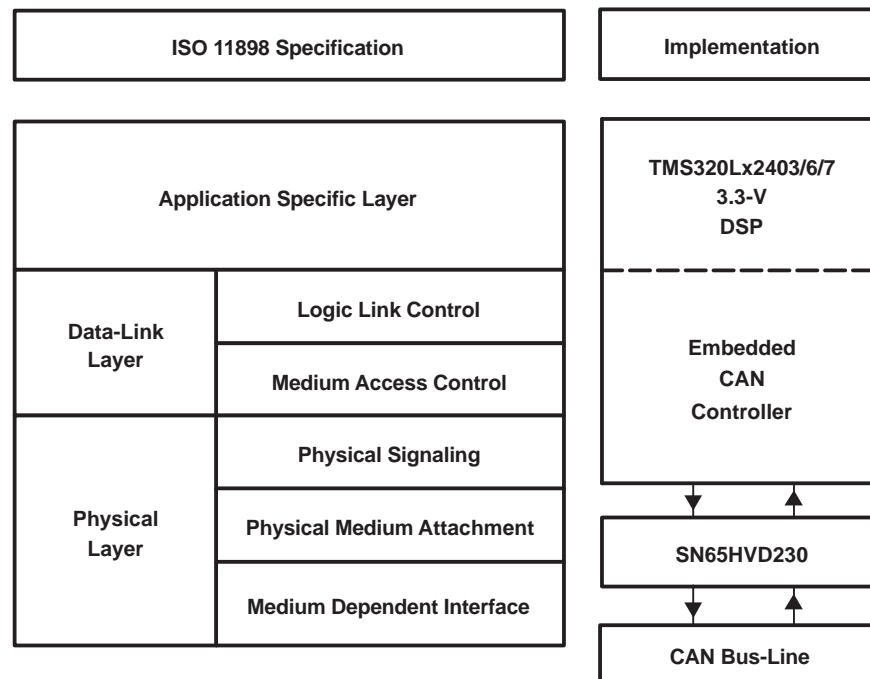 ISO 11898 Specification
Implementation
Application Specific Layer
Data-Link
Layer
Logic Link Control
Medium Access Control
Physical
Layer
Physical Signaling
Physical Medium Attachment
Medium Dependent Interface
TMS320Lx2403/6/7
3.3-V
DSP
Embedded
CAN
Controller
SN65HVD230
CAN Bus-Line